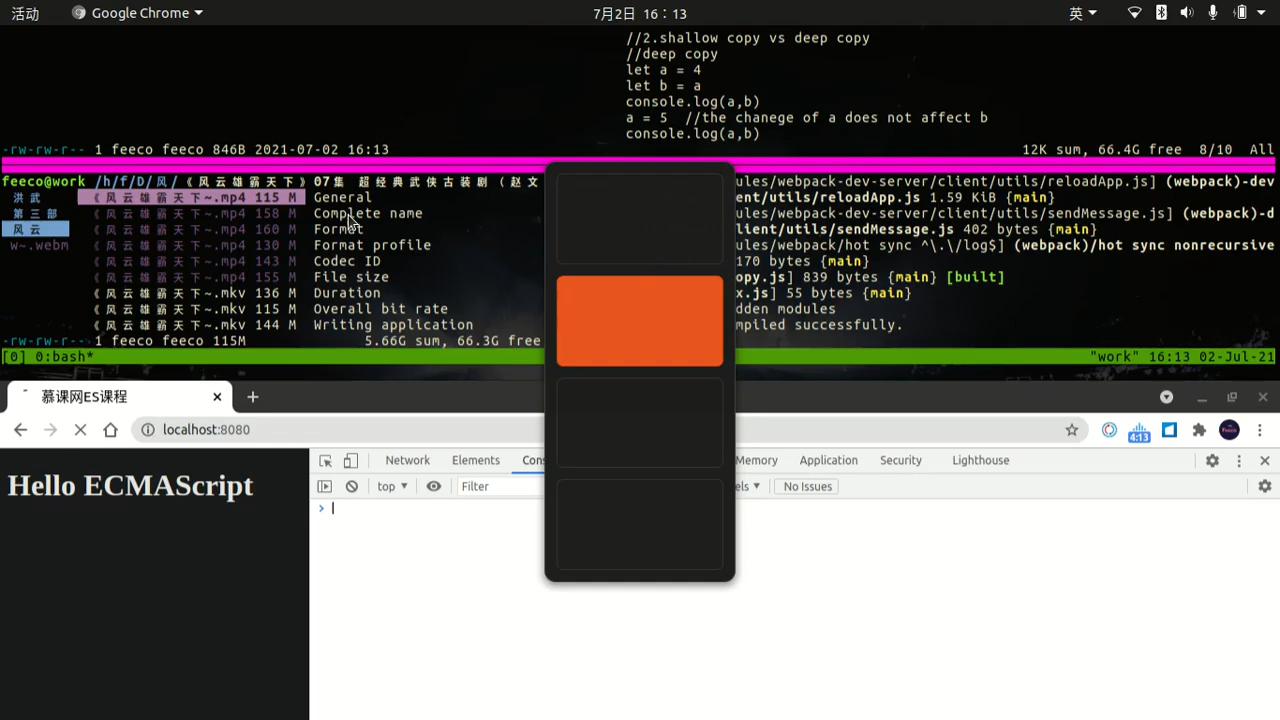 活动 Google Chrome 7月2日 16：13 英
//2.shallow copy vs deep copy
//deep copy
let a = 4
let b = a
console.log(a,b)
a = 5 //the chanege of a does not affect b
console.log(a,b)
-rw-rw-r-- 1 feeco feeco 846B 2021-07-02 16:13 12K sum, 66.4G free 8/10 All
feeco@work /h/f/D/风/《风云雄霸天下》07集 超经典武侠古装剧（赵文 ules/webpack-dev-server/client/utils/reloadApp.js] (webpack)-dev
洪武 《风云雄霸天下~.mp4 115 M General ent/utils/reloadApp.js 1.59 KiB {main}
第三部 《风云雄霸天下~.mp4 158 M Complete name ules/webpack-dev-server/client/utils/sendMessage.js] (webpack)-d
风云 《风云雄霸天下~.mp4 160 M Format lient/utils/sendMessage.js 402 bytes {main}
w~.webm 《风云雄霸天下~.mp4 130 M Format profile ules/webpack/hot sync ^\.\/log$] (webpack)/hot sync nonrecursive
《风云雄霸天下~.mp4 143 M Codec ID 170 bytes {main}
《风云雄霸天下~.mp4 155 M File size opy.js] 839 bytes {main} [built]
《风云雄霸天下~.mkv 136 M Duration x.js] 55 bytes {main}
《风云雄霸天下~.mkv 115 M Overall bit rate dden modules
《风云雄霸天下~.mkv 144 M Writing application mpiled successfully.
-rw-rw-r-- 1 feeco feeco 115M 5.66G sum, 66.3G free
[0] 0:bash* "work" 16:13 02-Jul-21
慕课网ES课程
localhost:8080 4:13
Network Elements Cons Memory Application Security Lighthouse
top Filter els No Issues
Hello ECMAScript